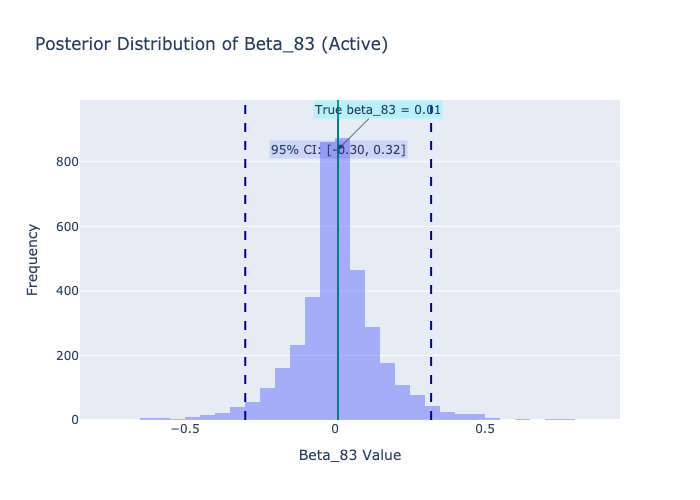 Posterior Distribution of Beta_83 (Active)
True beta_83 = 0.01
95% CI: [-0.30, 0.32]
800
600
400
200
0
−0.5
0
0.5
Frequency
Beta_83 Value